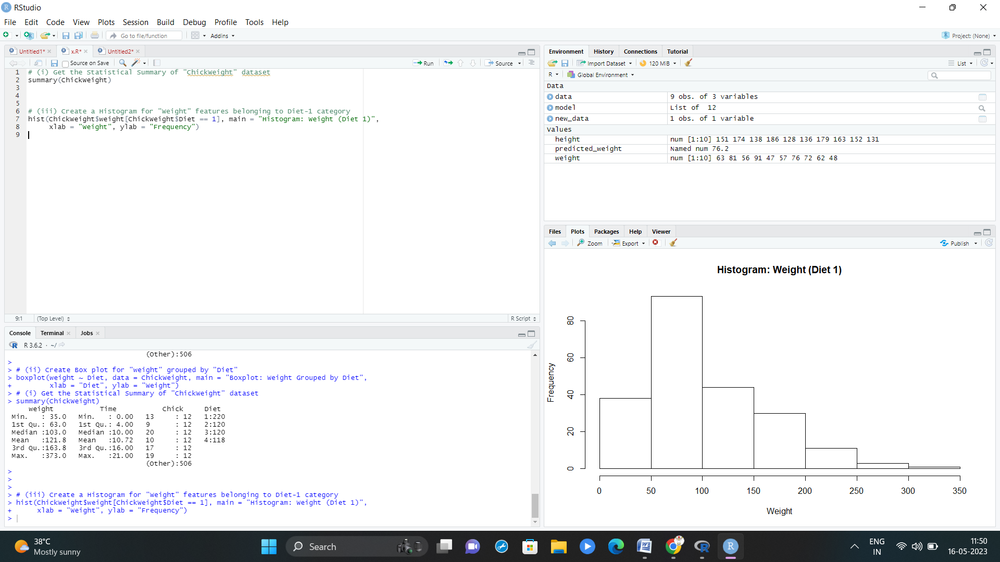 RStudio
File Edit Code View Plots Session Build Debug Profile Tools Help
Go to file/function Addins Project: (None)
Untitled1* x.R* Untitled2*
Source on Save Run Source
1 # (i) Get the Statistical Summary of "ChickWeight" dataset
2 summary(ChickWeight)
3
4
5
6 # (iii) Create a Histogram for "Weight" features belonging to Diet-1 category
7 hist(ChickWeight$weight[ChickWeight$Diet == 1], main = "Histogram: Weight (Diet 1)",
8 xlab = "Weight", ylab = "Frequency")
9
9:1 (Top Level) R Script
Console Terminal Jobs
R 3.6.2 · ~/
(Other):506
>
> # (ii) Create Box plot for "weight" grouped by "Diet"
> boxplot(weight ~ Diet, data = ChickWeight, main = "Boxplot: Weight Grouped by Diet",
+ xlab = "Diet", ylab = "Weight")
> # (i) Get the Statistical Summary of "ChickWeight" dataset
> summary(ChickWeight)
weight Time Chick Diet
Min. : 35.0 Min. : 0.00 13 : 12 1:220
1st Qu.: 63.0 1st Qu.: 4.00 9 : 12 2:120
Median :103.0 Median :10.00 20 : 12 3:120
Mean :121.8 Mean :10.72 10 : 12 4:118
3rd Qu.:163.8 3rd Qu.:16.00 17 : 12
Max. :373.0 Max. :21.00 19 : 12
(Other):506
>
>
>
> # (iii) Create a Histogram for "Weight" features belonging to Diet-1 category
> hist(ChickWeight$weight[ChickWeight$Diet == 1], main = "Histogram: Weight (Diet 1)",
+ xlab = "Weight", ylab = "Frequency")
>
Environment History Connections Tutorial
Import Dataset 120 MiB List
R Global Environment
Data
data 9 obs. of 3 variables
model List of 12
new_data 1 obs. of 1 variable
Values
height num [1:10] 151 174 138 186 128 136 179 163 152 131
predicted_weight Named num 76.2
weight num [1:10] 63 81 56 91 47 57 76 72 62 48
Files Plots Packages Help Viewer
Zoom Export Publish
Histogram: Weight (Diet 1)
Frequency
80
60
40
20
0
0 50 100 150 200 250 300 350
Weight
38°C
Mostly sunny
Search
ENG
IN
11:50
16-05-2023